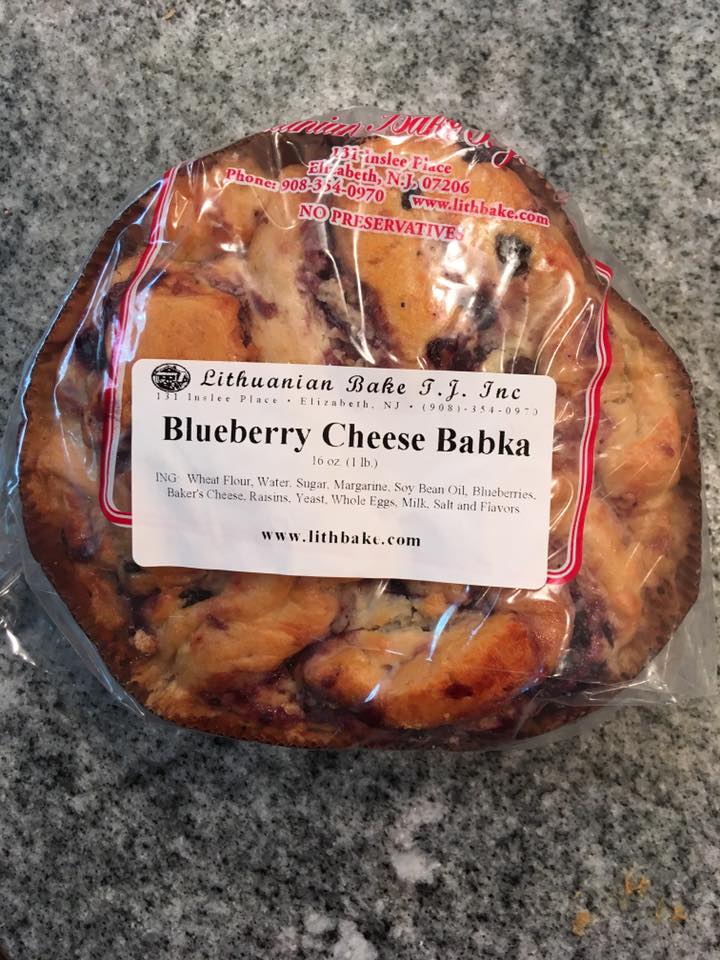 131 Inslee Place
Elizabeth, N.J. 07206
Phone: 908-354-0970 www.lithbake.com
NO PRESERVATIVES
Lithuanian Bake T.J. Inc
131 Inslee Place • Elizabeth, NJ • (908)-354-0970
Blueberry Cheese Babka
16 oz. (1 lb.)
ING: Wheat Flour, Water, Sugar, Margarine, Soy Bean Oil, Blueberries,
Baker's Cheese, Raisins, Yeast, Whole Eggs, Milk, Salt and Flavors
www.lithbake.com